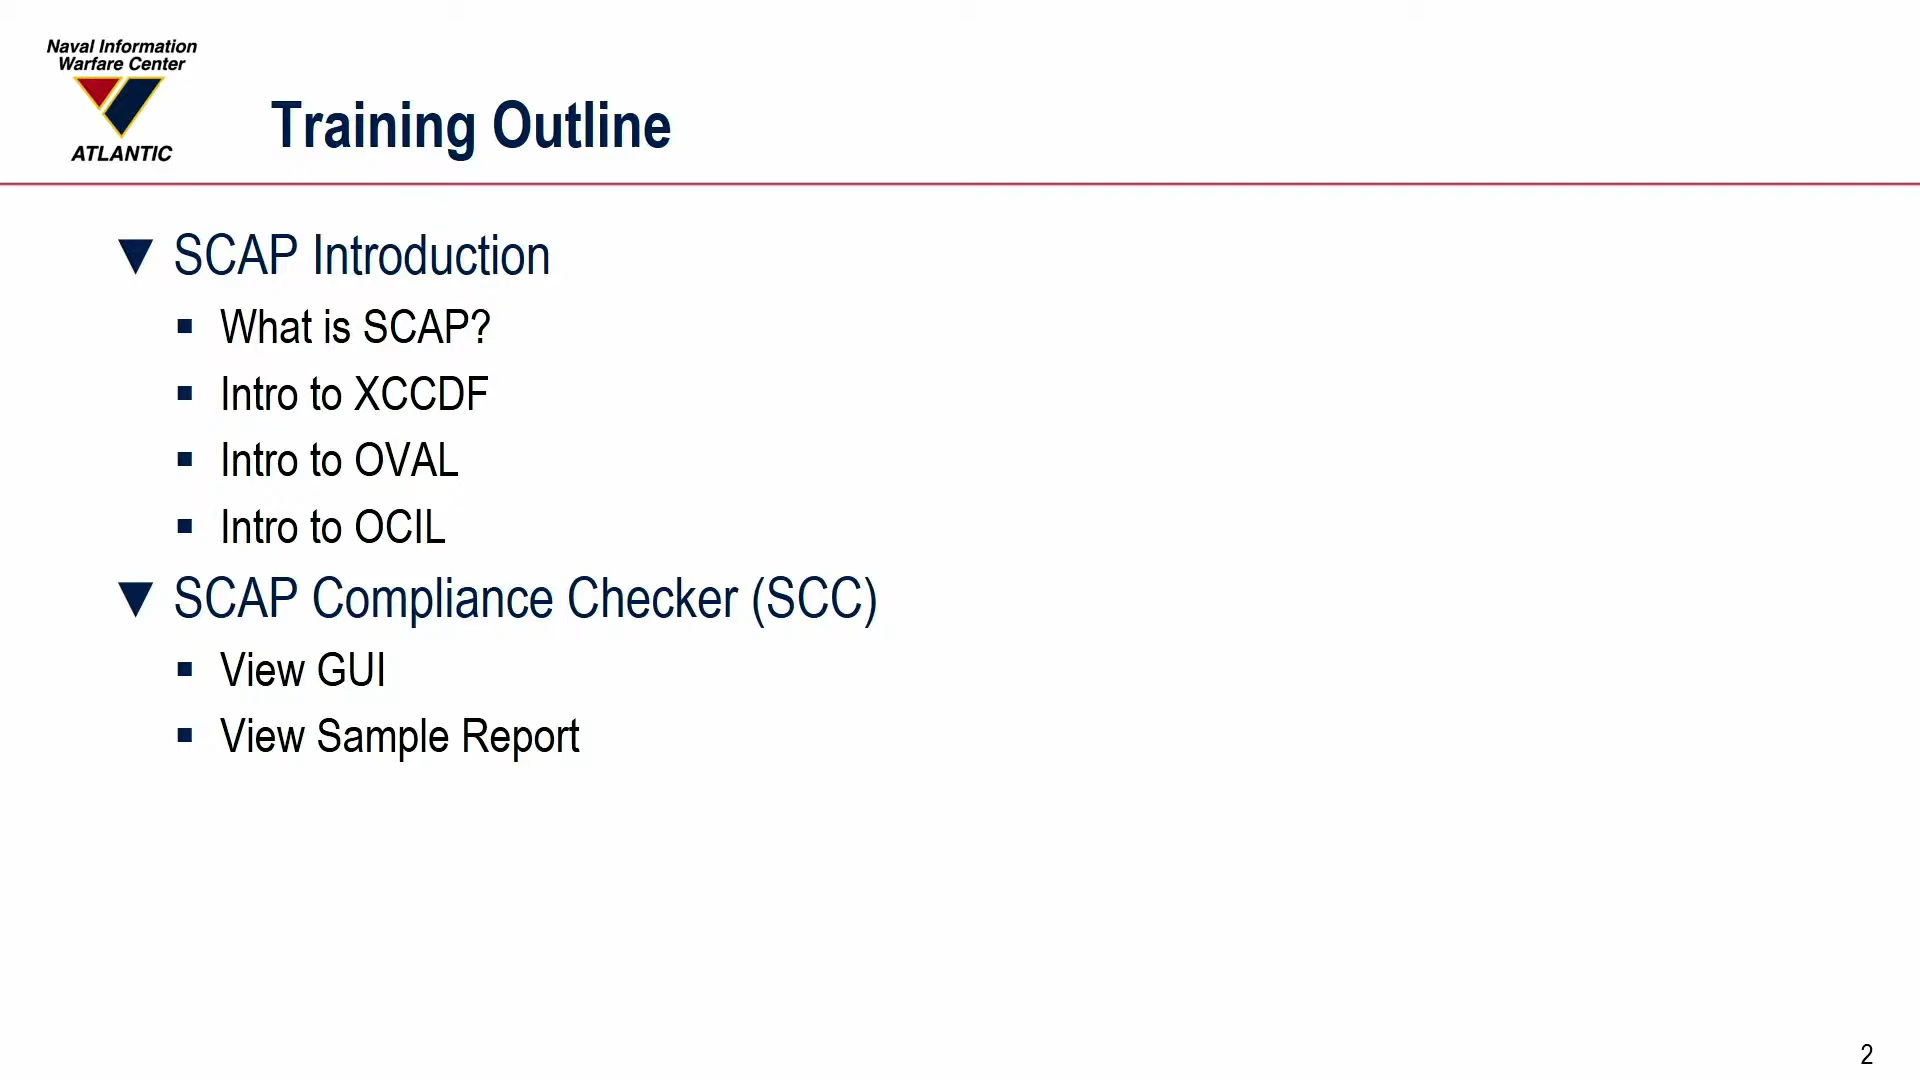 Naval Information
Warfare Center
ATLANTIC
Training Outline
SCAP Introduction
What is SCAP?
Intro to XCCDF
Intro to OVAL
Intro to OCIL
SCAP Compliance Checker (SCC)
View GUI
View Sample Report
2